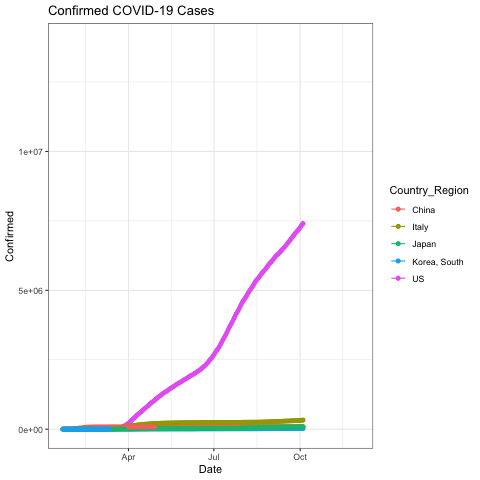 Confirmed COVID-19 Cases
Confirmed
1e+07
5e+06
0e+00
Apr
Jul
Oct
Date
Country_Region
China
Italy
Japan
Korea, South
US